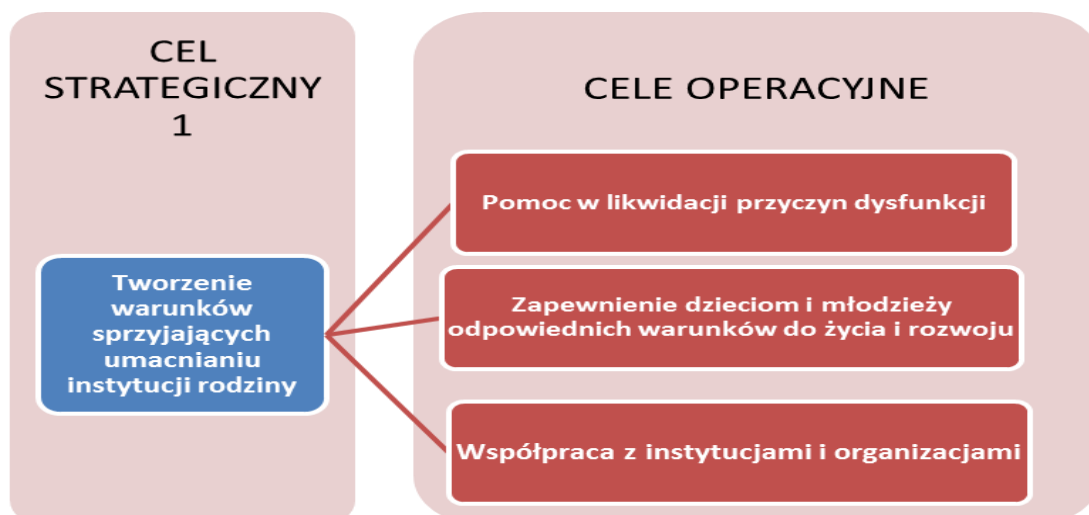 CEL
STRATEGICZNY
1
CELE OPERACYJNE
Tworzenie
warunków
sprzyjających
umacnianiu
instytucji rodziny
Pomoc w likwidacji przyczyn dysfunkcji
Zapewnienie dzieciom i młodzieży
odpowiednich warunków do życia i rozwoju
Współpraca z instytucjami i organizacjami